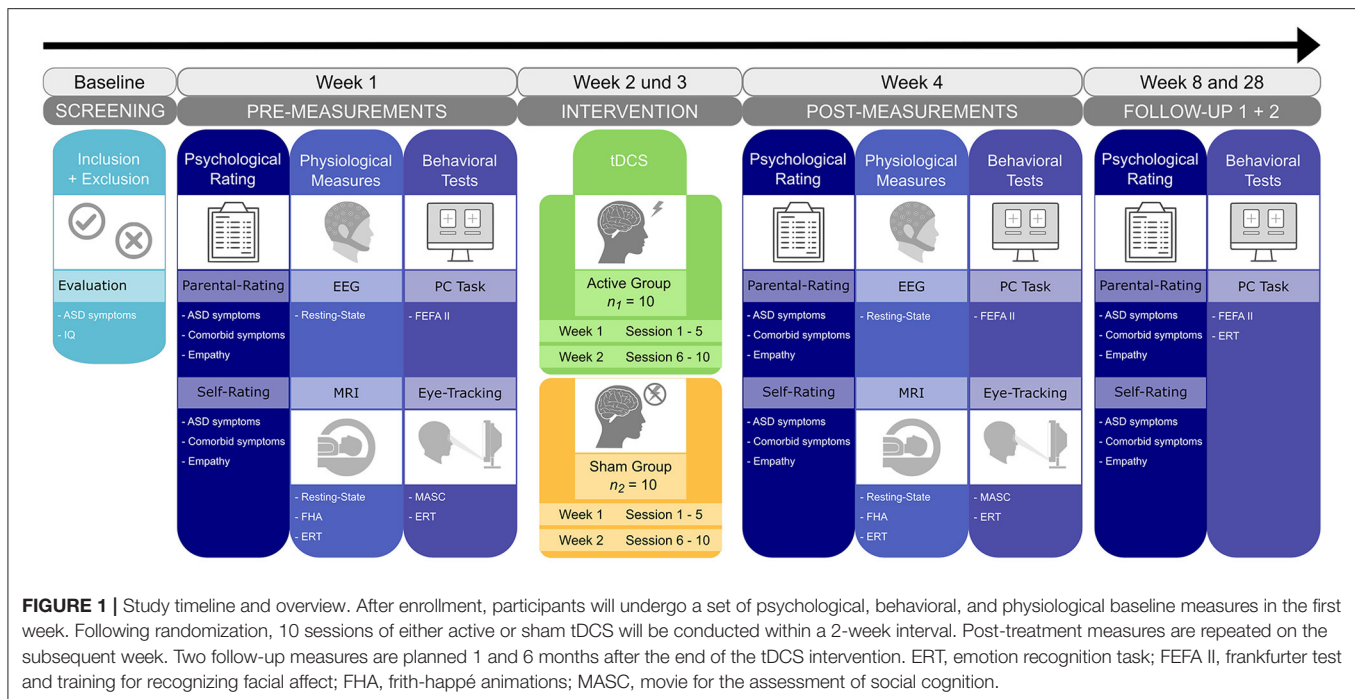 Baseline
Week 1
Week 2 und 3
Week 4
Week 8 and 28
SCREENING
PRE-MEASUREMENTS
INTERVENTION
POST-MEASUREMENTS
FOLLOW-UP 1 + 2
Inclusion
+ Exclusion
Evaluation
- ASD symptoms
- IQ
Psychological
Rating
Parental-Rating
- ASD symptoms
- Comorbid symptoms
- Empathy
Self-Rating
- ASD symptoms
- Comorbid symptoms
- Empathy
Physiological
Measures
EEG
- Resting-State
MRI
- Resting-State
- FHA
- ERT
Behavioral
Tests
PC Task
- FEFA II
Eye-Tracking
- MASC
- ERT
tDCS
Active Group
n1 = 10
Week 1 Session 1 - 5
Week 2 Session 6 - 10
Sham Group
n2 = 10
Week 1 Session 1 - 5
Week 2 Session 6 - 10
Psychological
Rating
Parental-Rating
- ASD symptoms
- Comorbid symptoms
- Empathy
Self-Rating
- ASD symptoms
- Comorbid symptoms
- Empathy
Physiological
Measures
EEG
- Resting-State
MRI
- Resting-State
- FHA
- ERT
Behavioral
Tests
PC Task
- FEFA II
Eye-Tracking
- MASC
- ERT
Psychological
Rating
Parental-Rating
- ASD symptoms
- Comorbid symptoms
- Empathy
Self-Rating
- ASD symptoms
- Comorbid symptoms
- Empathy
Behavioral
Tests
PC Task
- FEFA II
- ERT
FIGURE 1 | Study timeline and overview. After enrollment, participants will undergo a set of psychological, behavioral, and physiological baseline measures in the first
week. Following randomization, 10 sessions of either active or sham tDCS will be conducted within a 2-week interval. Post-treatment measures are repeated on the
subsequent week. Two follow-up measures are planned 1 and 6 months after the end of the tDCS intervention. ERT, emotion recognition task; FEFA II, frankfurter test
and training for recognizing facial affect; FHA, frith-happé animations; MASC, movie for the assessment of social cognition.